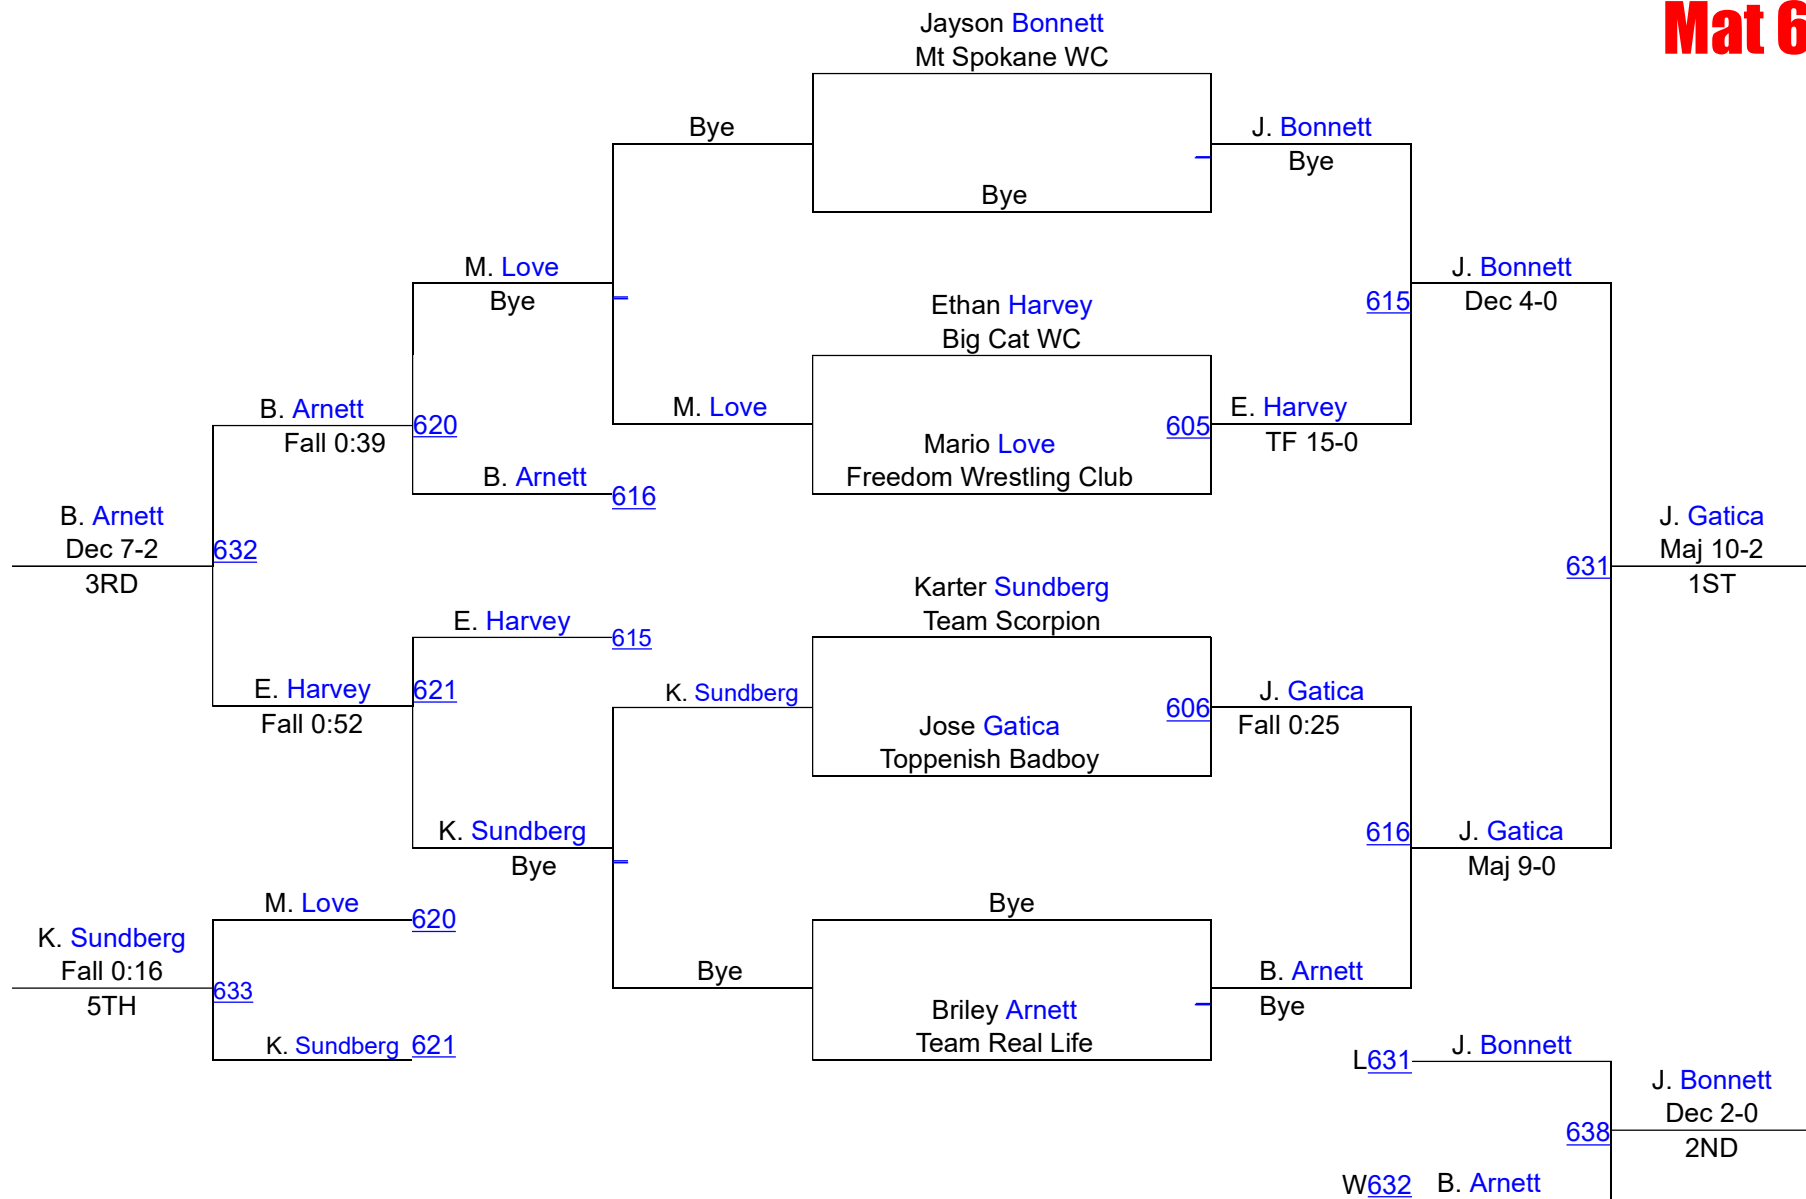 Mat 6
Jayson Bonnett
Mt Spokane WC
Bye
J. Bonnett
Bye
Bye
M. Love
Bye
J. Bonnett
615
Dec 4-0
Ethan Harvey
Big Cat WC
M. Love
E. Harvey
605
TF 15-0
Mario Love
Freedom Wrestling Club
B. Arnett
620
Fall 0:39
B. Arnett
616
B. Arnett
Dec 7-2
632
3RD
J. Gatica
Maj 10-2
631
1ST
Karter Sundberg
Team Scorpion
E. Harvey
615
E. Harvey
621
Fall 0:52
K. Sundberg
J. Gatica
606
Fall 0:25
Jose Gatica
Toppenish Badboy
K. Sundberg
Bye
616
J. Gatica
Maj 9-0
M. Love
620
Bye
K. Sundberg
Fall 0:16
633
5TH
Bye
B. Arnett
Bye
Briley Arnett
Team Real Life
K. Sundberg 621
L631
J. Bonnett
J. Bonnett
Dec 2-0
638
2ND
W632 B. Arnett